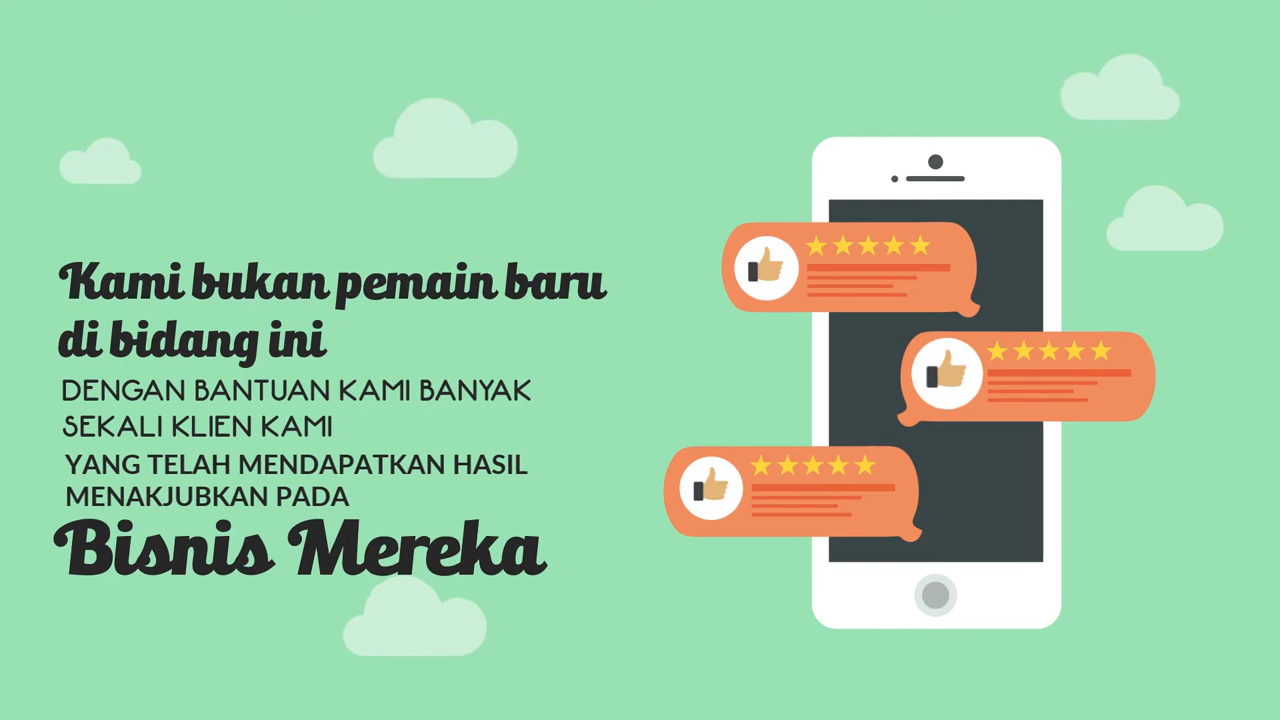 Kami bukan pemain baru
di bidang ini
DENGAN BANTUAN KAMI BANYAK
SEKALI KLIEN KAMI
YANG TELAH MENDAPATKAN HASIL
MENAKJUBKAN PADA
Bisnis Mereka